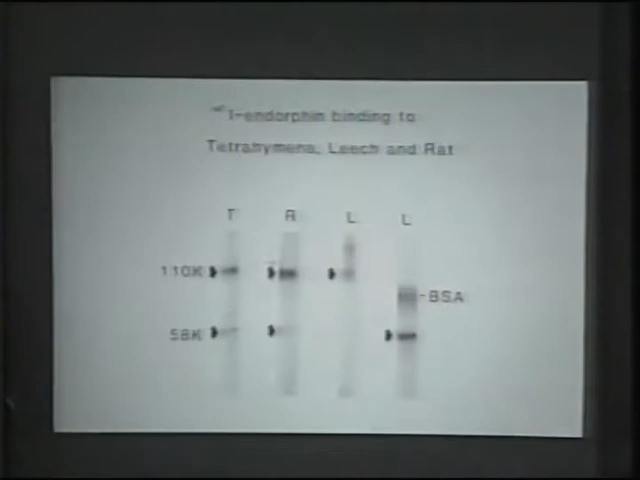 I-endorphin binding to
Tetrahymena, Leech and Rat
T R L L
110K
-BSA
58K